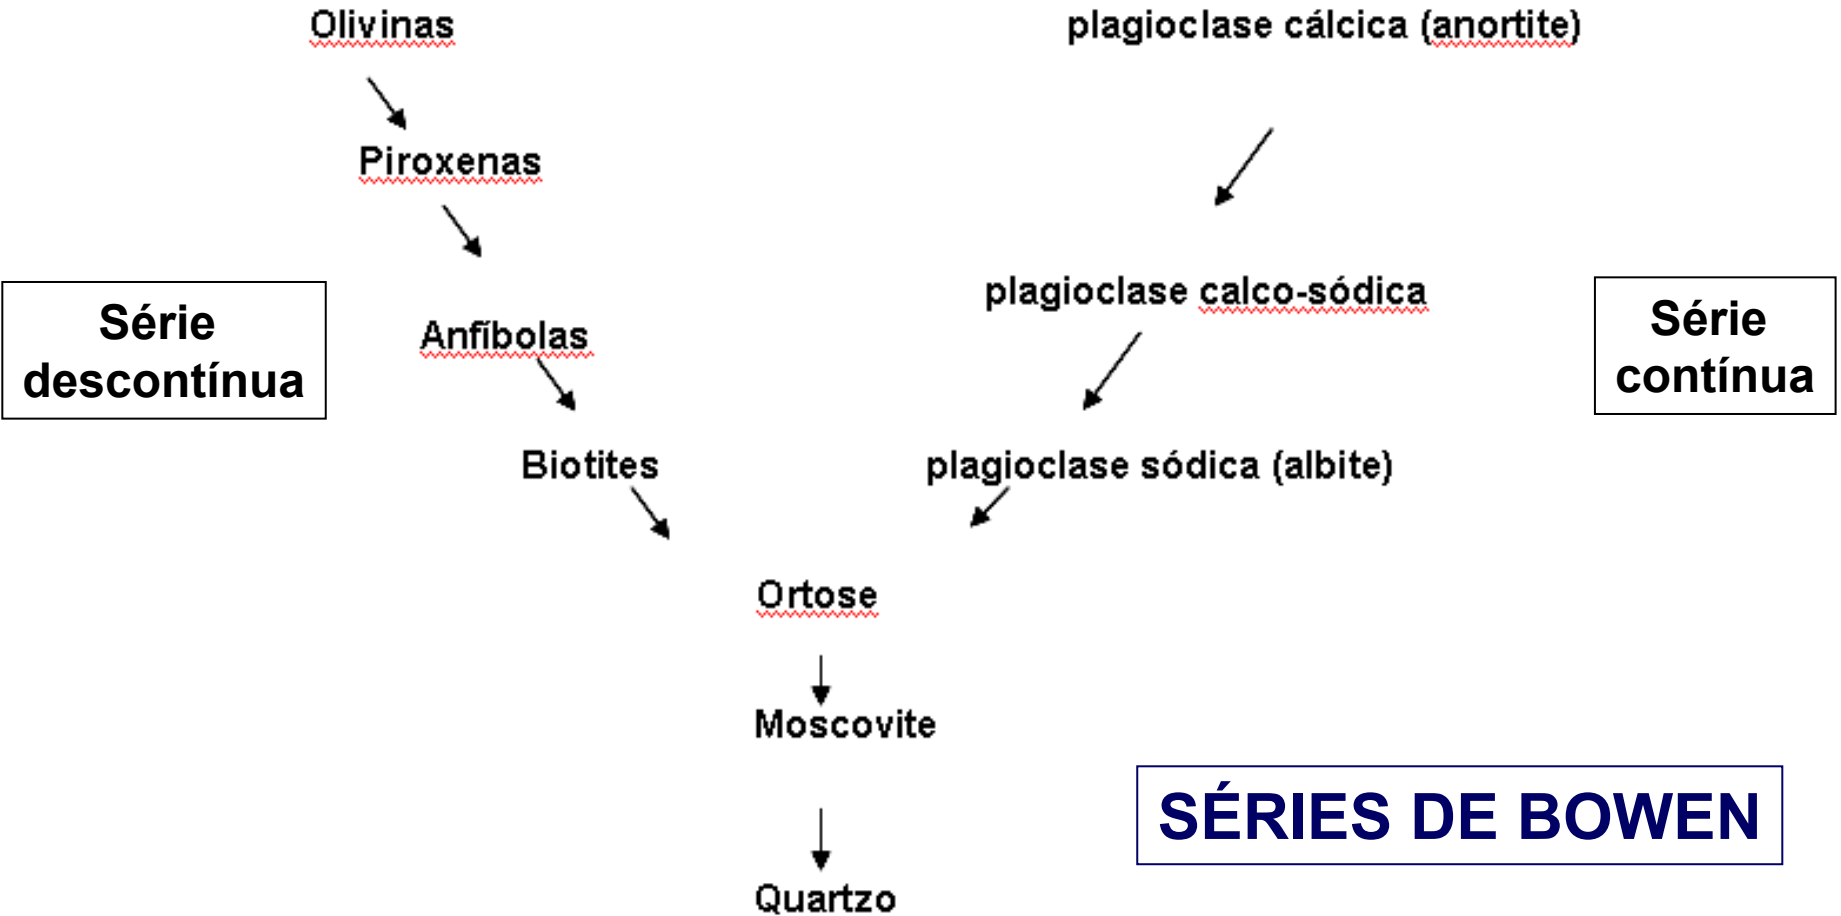 Olivinas
plagioclase cálcica (anortite)
Piroxenas
plagioclase calco-sódica
Série
descontínua
Anfíbolas
Série
contínua
Biotites
plagioclase sódica (albite)
Ortose
Moscovite
SÉRIES DE BOWEN
Quartzo